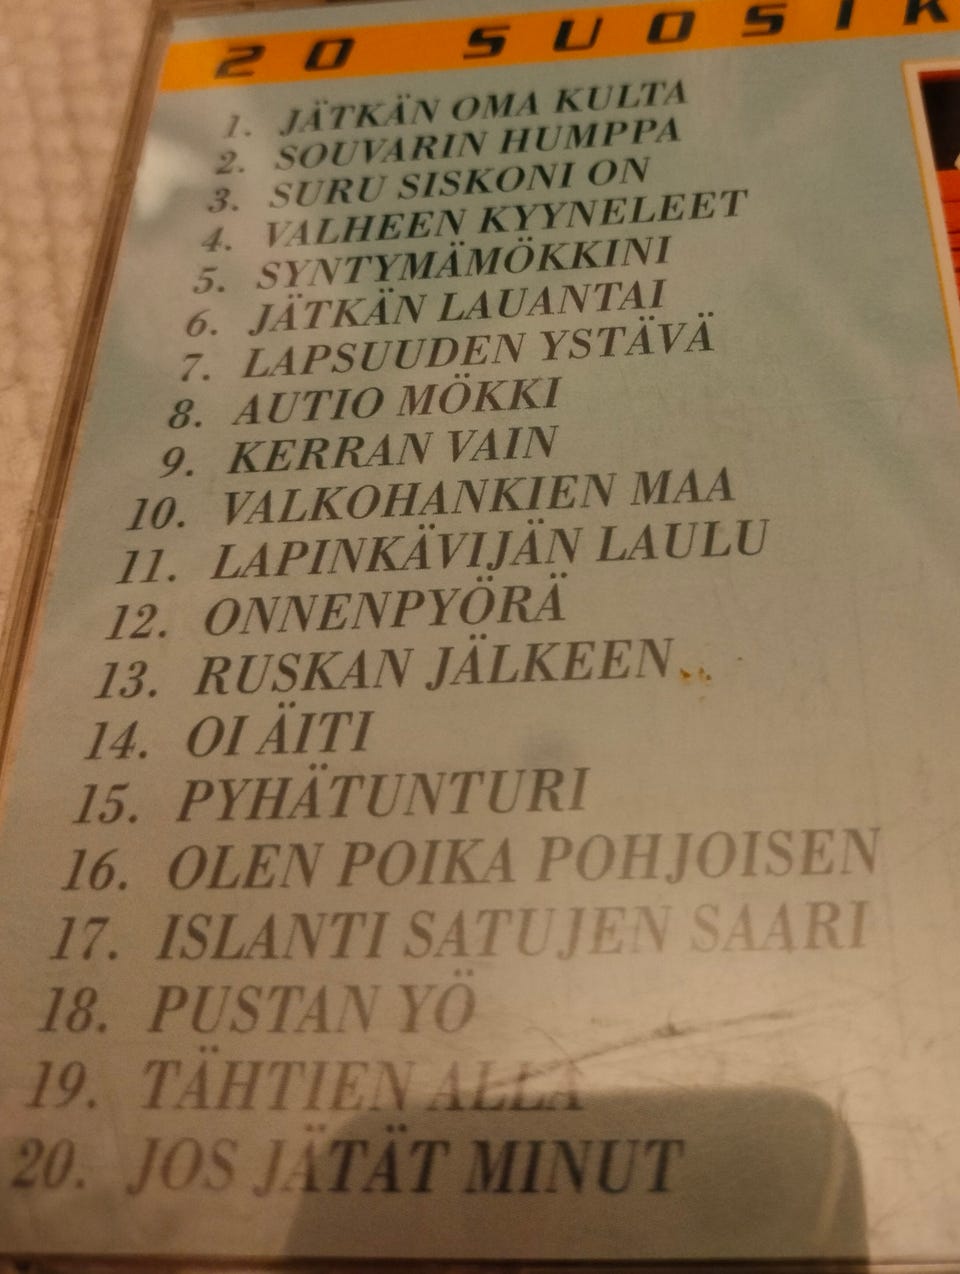 20 SUOSIK
1. JÄTKÄN OMA KULTA
2. SOUVARIN HUMPPA
3. SURU SISKONI ON
4. VALHEEN KYYNELEET
5. SYNTYMÄMÖKKINI
6. JÄTKÄN LAUANTAI
7. LAPSUUDEN YSTÄVÄ
8. AUTIO MÖKKI
9. KERRAN VAIN
10. VALKOHANKIEN MAA
11. LAPINKÄVIJÄN LAULU
12. ONNENPYÖRÄ
13. RUSKAN JÄLKEEN
14. OI ÄITI
15. PYHÄTUNTURI
16. OLEN POIKA POHJOISEN
17. ISLANTI SATUJEN SAARI
18. PUSTAN YÖ
19. TÄHTIEN ALLA
20. JOS JÄTÄT MINUT